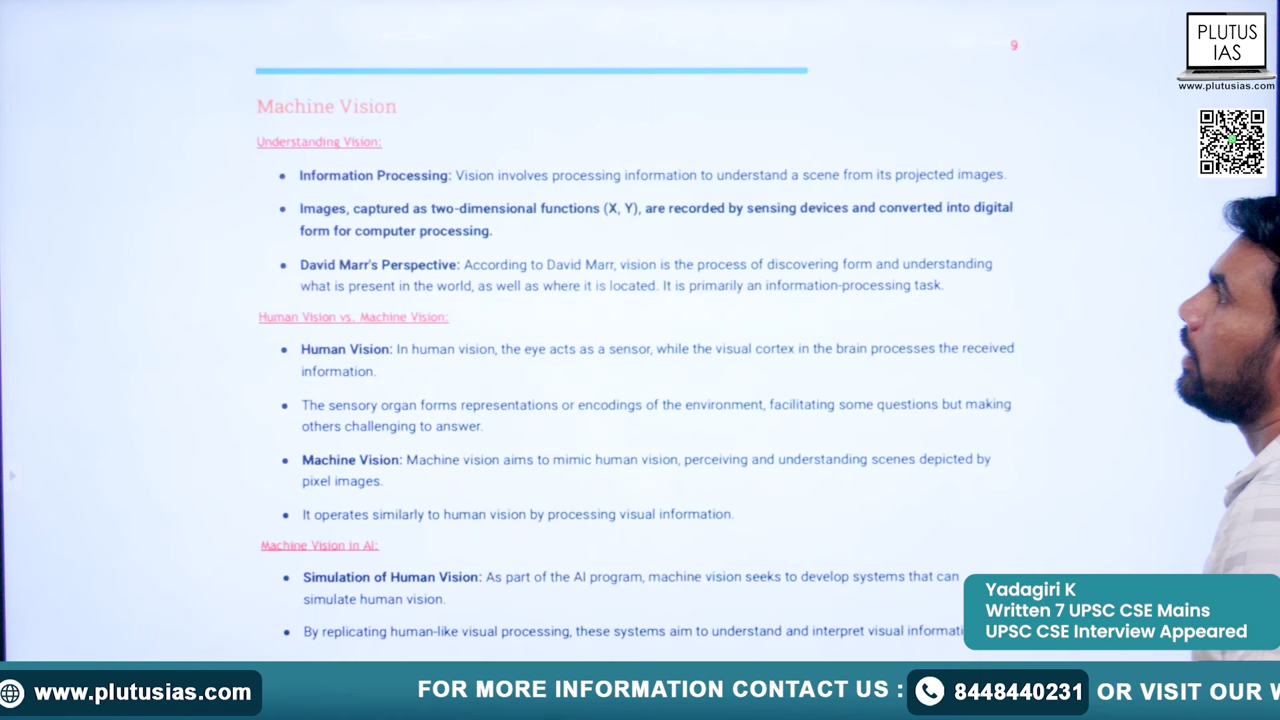 9
PLUTUS
IAS
www.plutusias.com
Machine Vision
Understanding Vision:
• Information Processing: Vision involves processing information to understand a scene from its projected images.
• Images, captured as two-dimensional functions (X, Y), are recorded by sensing devices and converted into digital
form for computer processing.
• David Marr's Perspective: According to David Marr, vision is the process of discovering form and understanding
what is present in the world, as well as where it is located. It is primarily an information-processing task.
Human Vision vs. Machine Vision:
• Human Vision: In human vision, the eye acts as a sensor, while the visual cortex in the brain processes the received
information.
• The sensory organ forms representations or encodings of the environment, facilitating some questions but making
others challenging to answer.
• Machine Vision: Machine vision aims to mimic human vision, perceiving and understanding scenes depicted by
pixel images.
• It operates similarly to human vision by processing visual information.
Machine Vision in AI:
• Simulation of Human Vision: As part of the AI program, machine vision seeks to develop systems that can
simulate human vision.
• By replicating human-like visual processing, these systems aim to understand and interpret visual informati
Yadagiri K
Written 7 UPSC CSE Mains
UPSC CSE Interview Appeared
www.plutusias.com
FOR MORE INFORMATION CONTACT US : 8448440231 OR VISIT OUR W